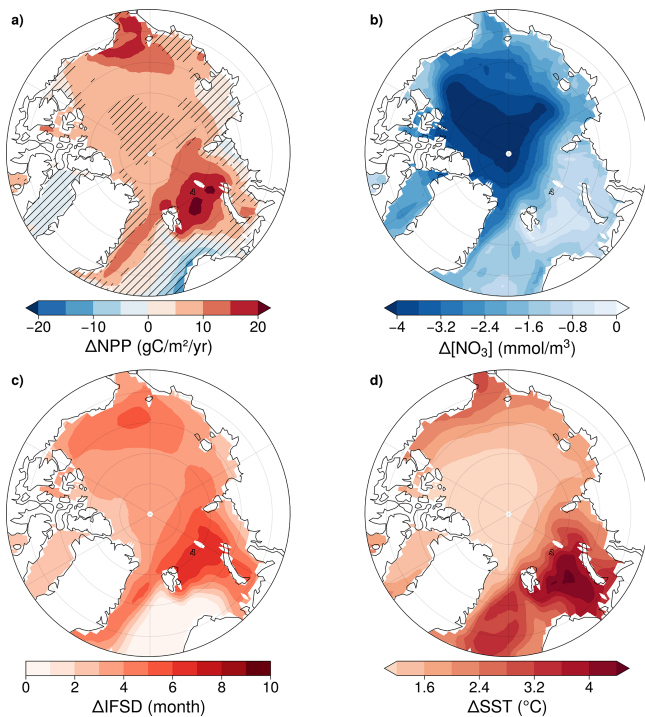 a)
b)
−20
−10
0
10
20
ΔNPP (gC/m²/yr)
−4
−3.2
−2.4
−1.6
−0.8
0
Δ[NO₃] (mmol/m³)
c)
d)
0
2
4
6
8
10
ΔIFSD (month)
1.6
2.4
3.2
4
ΔSST (°C)